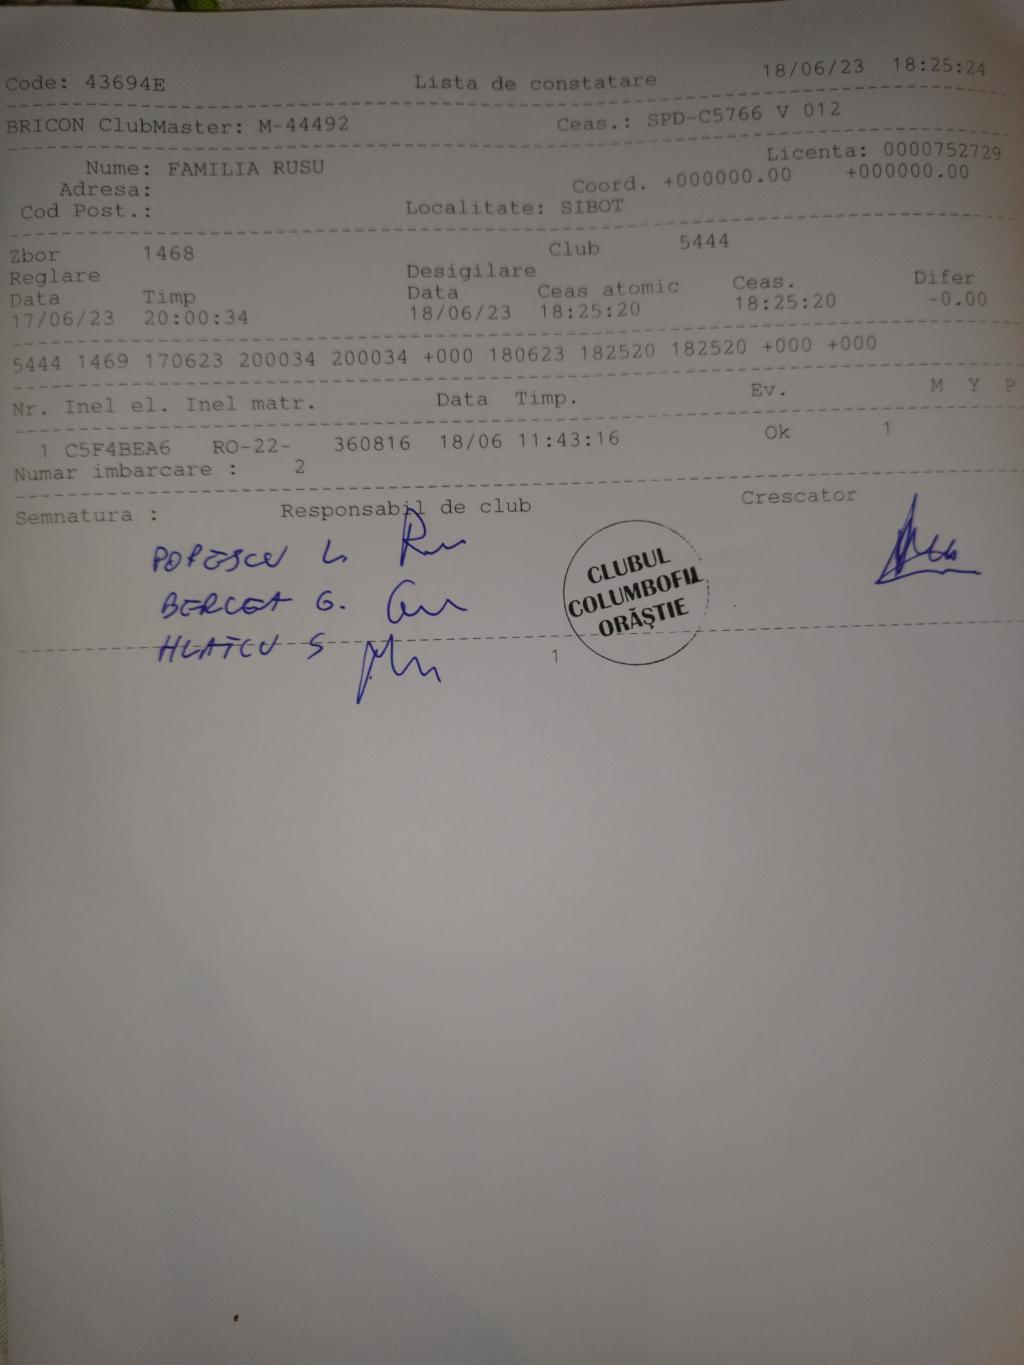 Code: 43694E Lista de constatare 18/06/23 18:25:24
BRICON ClubMaster: M-44492 Ceas.: SPD-C5766 V 012
Nume: FAMILIA RUSU Licenta: 0000752729
Adresa: Coord. +000000.00 +000000.00
Cod Post.: Localitate: SIBOT
Zbor 1468 Club 5444
Reglare Desigilare
Data Timp Data Ceas atomic Ceas. Difer
17/06/23 20:00:34 18/06/23 18:25:20 18:25:20 -0.00
5444 1469 170623 200034 200034 +000 180623 182520 182520 +000 +000
Nr. Inel el. Inel matr. Data Timp. Ev. M Y P
1 C5F4BEA6 RO-22- 360816 18/06 11:43:16 Ok 1
Numar imbarcare : 2
Semnatura : Responsabil de club Crescator
POPESCU L.
BERCEA G.
CLUBUL
COLUMBOFIL
ORĂȘTIE
1